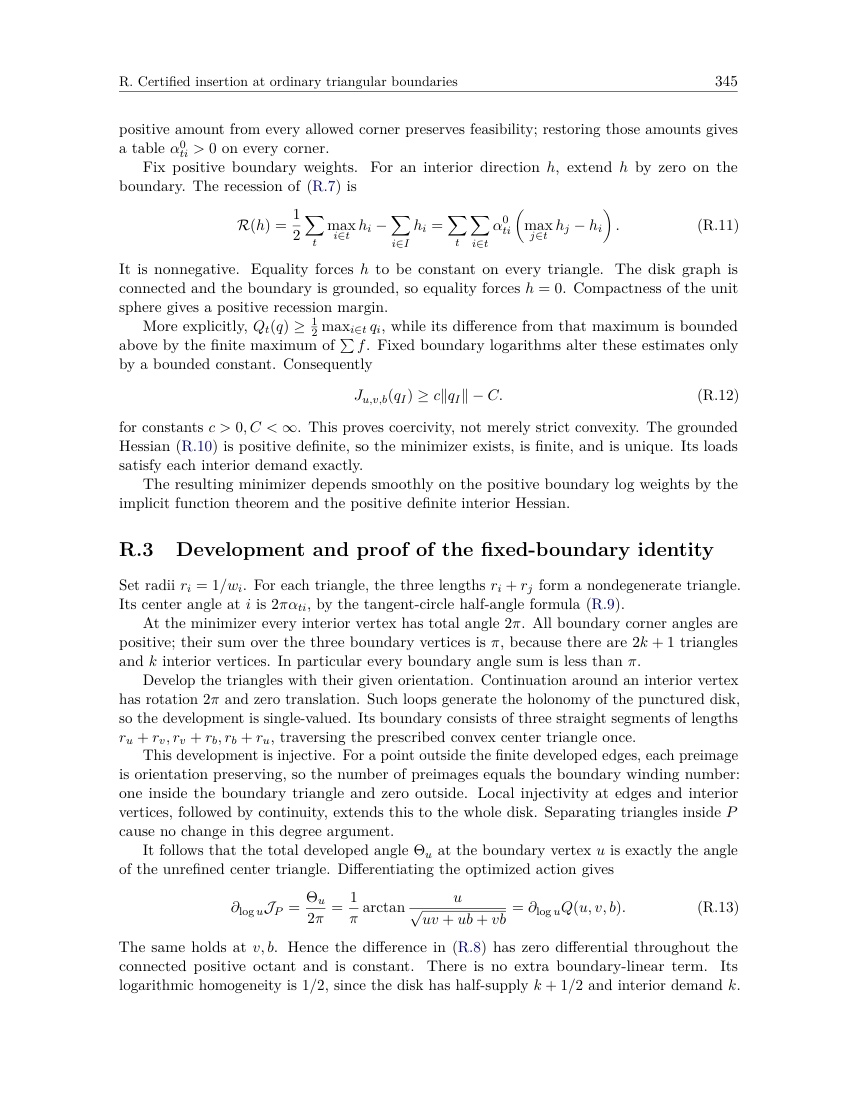 R. Certified insertion at ordinary triangular boundaries 345
positive amount from every allowed corner preserves feasibility; restoring those amounts gives
a table α⁰ₜᵢ > 0 on every corner.
Fix positive boundary weights. For an interior direction h, extend h by zero on the
boundary. The recession of (R.7) is
𝓡(h) = 1/2 ∑_t max_{i∈t} h_i − ∑_{i∈I} h_i = ∑_t ∑_{i∈t} α⁰_{ti} ( max_{j∈t} h_j − h_i ) . (R.11)
It is nonnegative. Equality forces h to be constant on every triangle. The disk graph is
connected and the boundary is grounded, so equality forces h = 0. Compactness of the unit
sphere gives a positive recession margin.
More explicitly, Q_t(q) ≥ 1/2 max_{i∈t} q_i, while its difference from that maximum is bounded
above by the finite maximum of ∑ f. Fixed boundary logarithms alter these estimates only
by a bounded constant. Consequently
J_{u,v,b}(q_I) ≥ c‖q_I‖ − C. (R.12)
for constants c > 0, C < ∞. This proves coercivity, not merely strict convexity. The grounded
Hessian (R.10) is positive definite, so the minimizer exists, is finite, and is unique. Its loads
satisfy each interior demand exactly.
The resulting minimizer depends smoothly on the positive boundary log weights by the
implicit function theorem and the positive definite interior Hessian.
R.3 Development and proof of the fixed-boundary identity
Set radii r_i = 1/w_i. For each triangle, the three lengths r_i + r_j form a nondegenerate triangle.
Its center angle at i is 2πα_{ti}, by the tangent-circle half-angle formula (R.9).
At the minimizer every interior vertex has total angle 2π. All boundary corner angles are
positive; their sum over the three boundary vertices is π, because there are 2k + 1 triangles
and k interior vertices. In particular every boundary angle sum is less than π.
Develop the triangles with their given orientation. Continuation around an interior vertex
has rotation 2π and zero translation. Such loops generate the holonomy of the punctured disk,
so the development is single-valued. Its boundary consists of three straight segments of lengths
r_u + r_v, r_v + r_b, r_b + r_u, traversing the prescribed convex center triangle once.
This development is injective. For a point outside the finite developed edges, each preimage
is orientation preserving, so the number of preimages equals the boundary winding number:
one inside the boundary triangle and zero outside. Local injectivity at edges and interior
vertices, followed by continuity, extends this to the whole disk. Separating triangles inside P
cause no change in this degree argument.
It follows that the total developed angle Θ_u at the boundary vertex u is exactly the angle
of the unrefined center triangle. Differentiating the optimized action gives
∂_{log u} 𝓙_P = Θ_u/2π = 1/π arctan u/√(uv + ub + vb) = ∂_{log u} Q(u, v, b). (R.13)
The same holds at v, b. Hence the difference in (R.8) has zero differential throughout the
connected positive octant and is constant. There is no extra boundary-linear term. Its
logarithmic homogeneity is 1/2, since the disk has half-supply k + 1/2 and interior demand k.